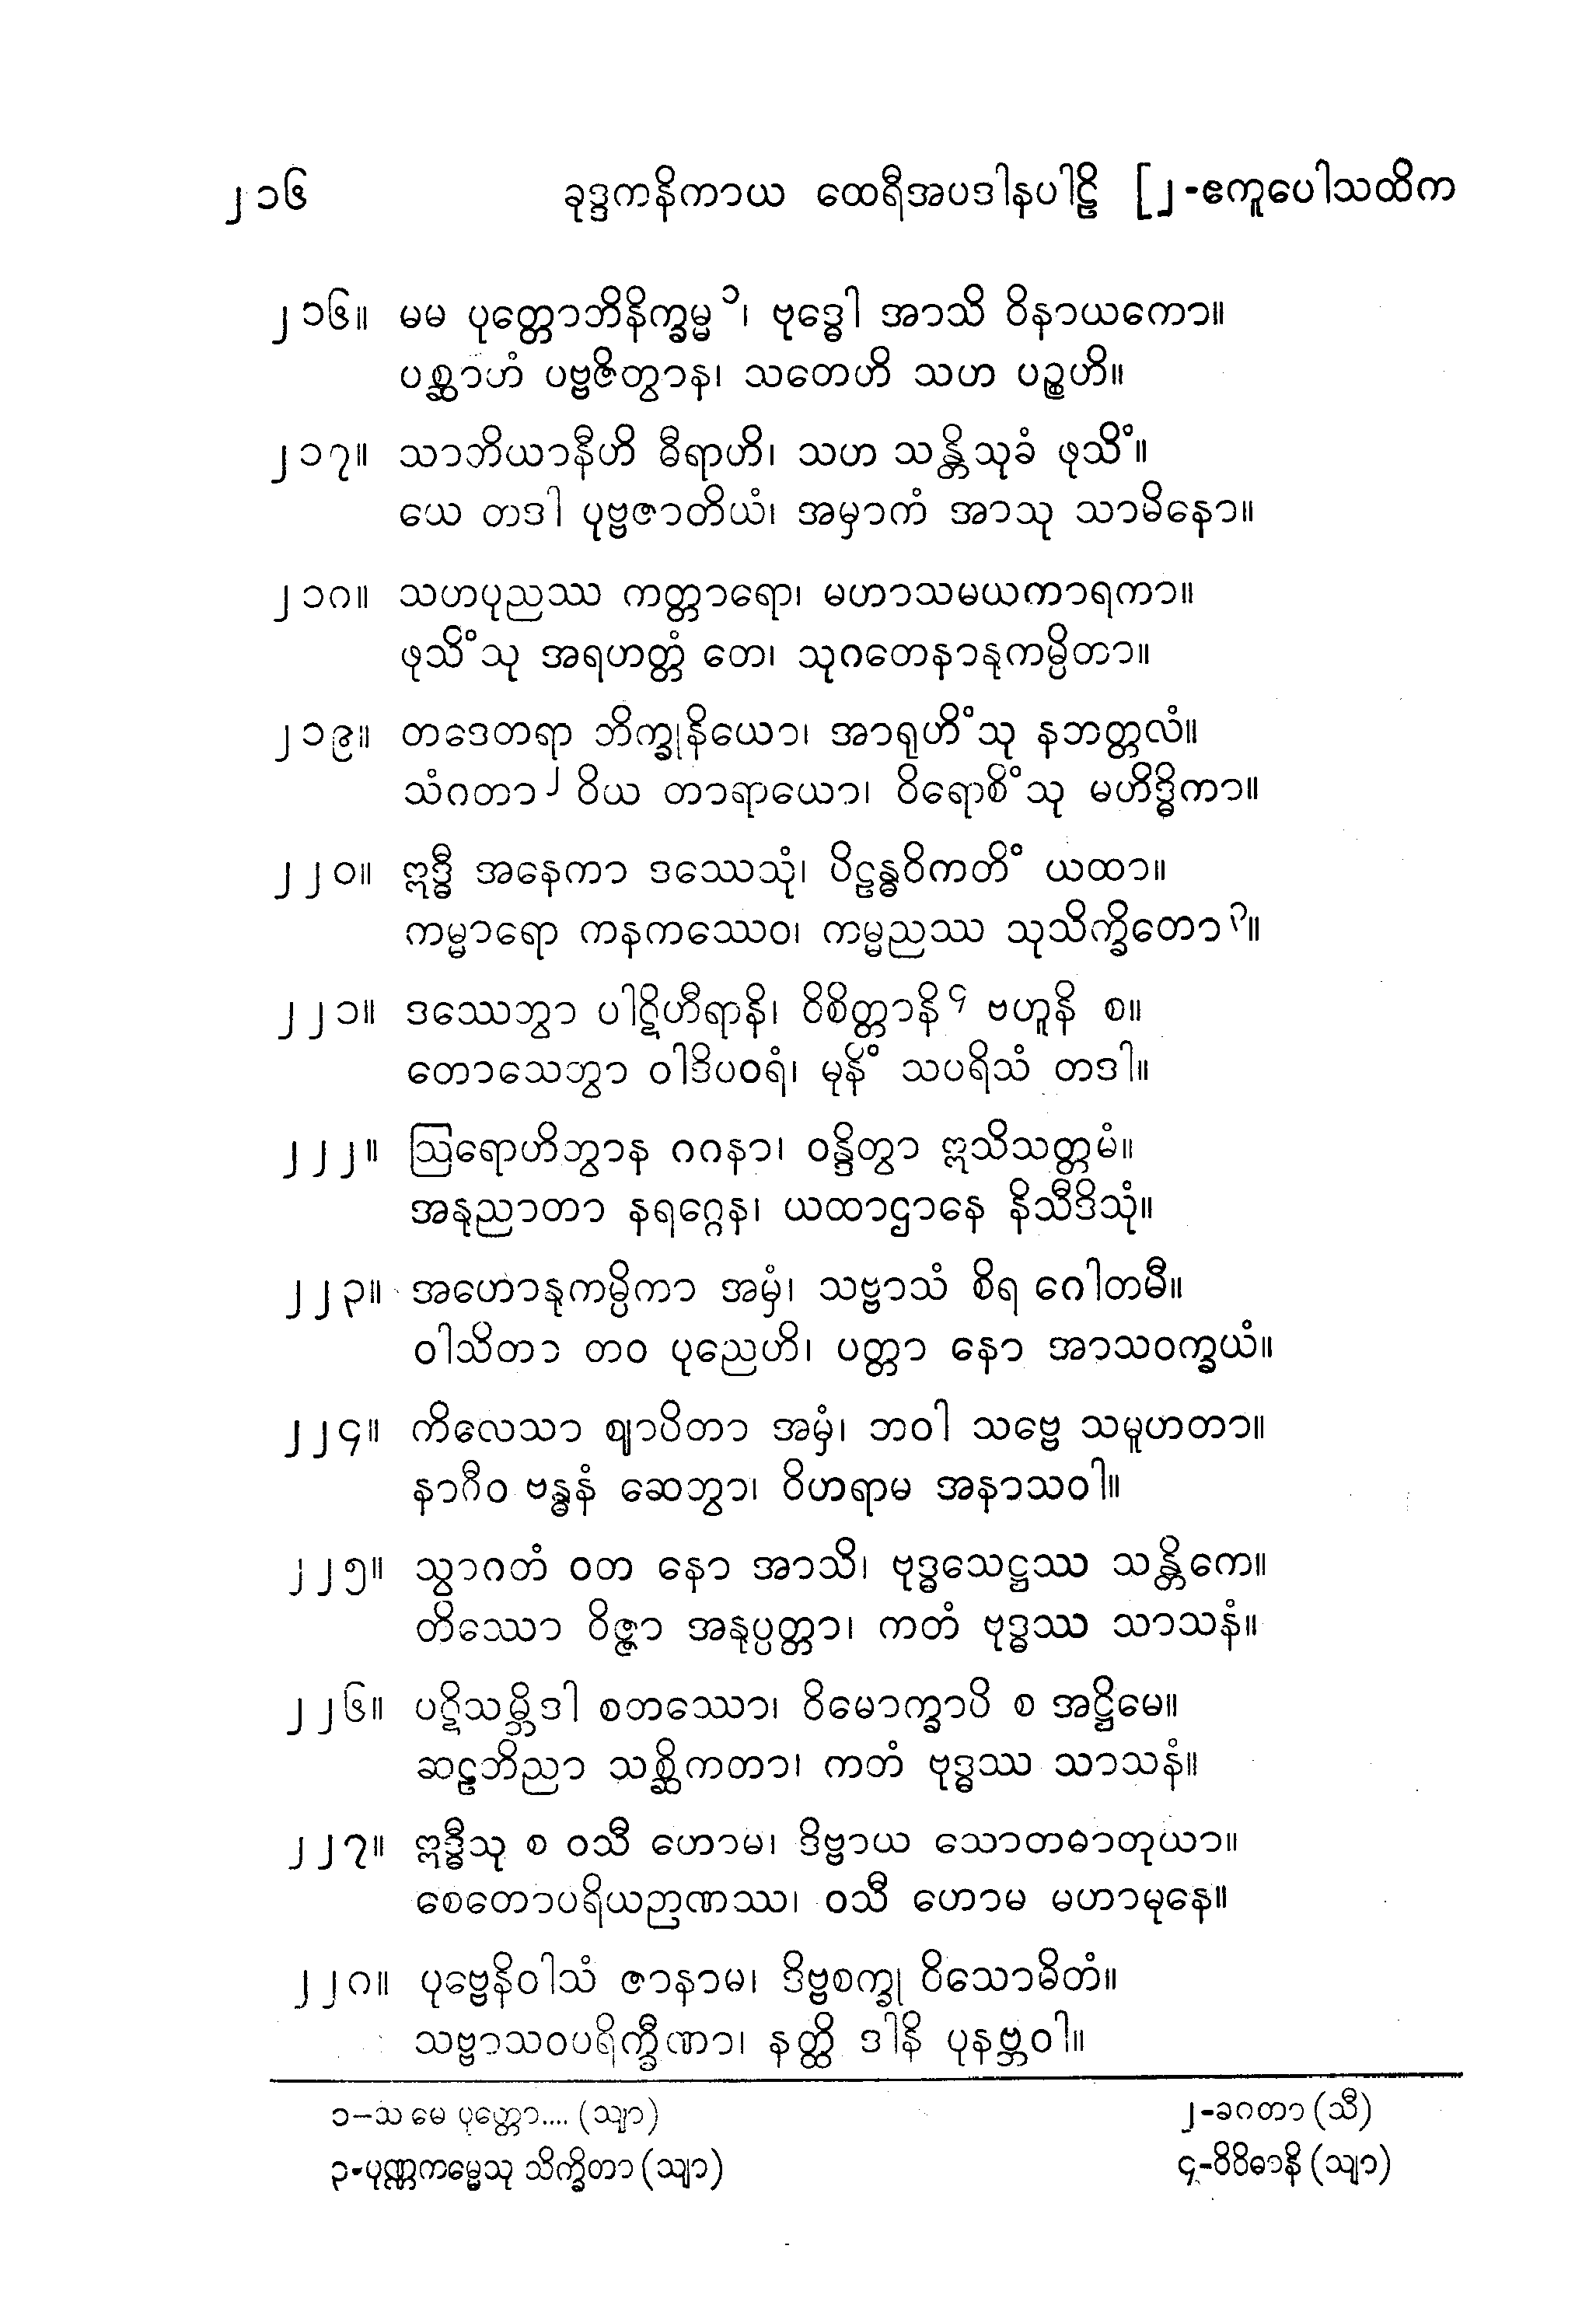 ၂၁၆ ခုဒ္ဒကနိကာယ ထေရီအပဒါနပါဠိ [၂-ဧကူပေါသထိက
၂၁၆။ မမ ပုတ္တောဘိနိက္ခမ္မ ၁၊ ဗုဒ္ဓေါ အာသိ ဝိနာယကော။
ပစ္ဆာဟံ ပဗ္ဗဇိတွာန၊ သတေဟိ သဟ ပဉ္စဟိ။
၂၁၇။ သာဘိယာနီဟိ ဓီရာဟိ၊ သဟ သန္တိသုခံ ဖုသိံ။
ယေ တဒါ ပုဗ္ဗဇာတိယံ၊ အမှာကံ အာသု သာမိနော။
၂၁၈။ သဟပုညဿ ကတ္တာရော၊ မဟာသမယကာရကာ။
ဖုသိံသု အရဟတ္တံ တေ၊ သုဂတေနာနုကမ္ပိတာ။
၂၁၉။ တဒေတရာ ဘိက္ခုနိယော၊ အာရုဟိံသု နဘတ္တလံ။
သံဂတာ ၂ ဝိယ တာရာယော၊ ဝိရောစိံသု မဟိဒ္ဓိကာ။
၂၂၀။ ဣဒ္ဓီ အနေကာ ဒဿေသုံ၊ ပိဠန္ဓဝိကတိံ ယထာ။
ကမ္မာရော ကနကဿေဝ၊ ကမ္မညဿ သုသိက္ခိတော ၃။
၂၂၁။ ဒဿေတွာ ပါဋိဟီရာနိ၊ ဝိစိတ္တာနိ ၄ ဗဟူနိ စ။
တောသေတွာ ဝါဒိပဝရံ၊ မုနိံ သပရိသံ တဒါ။
၂၂၂။ ဩရောဟိတွာန ဂဂနာ၊ ဝန္ဒိတွာ ဣသိသတ္တမံ။
အနုညာတာ နရဂ္ဂေန၊ ယထာဌာနေ နိသီဒိသုံ။
၂၂၃။ အဟောနုကမ္ပိကာ အမှံ၊ သဗ္ဗာသံ စိရ ဂေါတမီ။
ဝါသိတာ တဝ ပုညေဟိ၊ ပတ္တာ နော အာသဝက္ခယံ။
၂၂၄။ ကိလေသာ ဈာပိတာ အမှံ၊ ဘဝါ သဗ္ဗေ သမူဟတာ။
နာဂီဝ ဗန္ဓနံ ဆေတွာ၊ ဝိဟရာမ အနာသဝါ။
၂၂၅။ သွာဂတံ ဝတ နော အာသိ၊ ဗုဒ္ဓသေဋ္ဌဿ သန္တိကေ။
တိဿော ဝိဇ္ဇာ အနုပ္ပတ္တာ၊ ကတံ ဗုဒ္ဓဿ သာသနံ။
၂၂၆။ ပဋိသမ္ဘိဒါ စတဿော၊ ဝိမောက္ခာပိ စ အဋ္ဌိမေ။
ဆဠဘိညာ သစ္ဆိကတာ၊ ကတံ ဗုဒ္ဓဿ သာသနံ။
၂၂၇။ ဣဒ္ဓီသု စ ဝသီ ဟောမ၊ ဒိဗ္ဗာယ သောတဓာတုယာ။
စေတောပရိယဉာဏဿ၊ ဝသီ ဟောမ မဟာမုနေ။
၂၂၈။ ပုဗ္ဗေနိဝါသံ ဇာနာမ၊ ဒိဗ္ဗစက္ခု ဝိသောဓိတံ။
သဗ္ဗာသဝပရိက္ခီဏာ၊ နတ္ထိ ဒါနိ ပုနဗ္ဘဝါ။
၁-သ မေ ပုတ္တော.... (သျာ) ၂-ခဂတာ (သီ)
၃-ပုဏ္ဏကမ္မေသု သိက္ခိတာ (သျာ) ၄-ဝိဝိဓာနိ (သျာ)